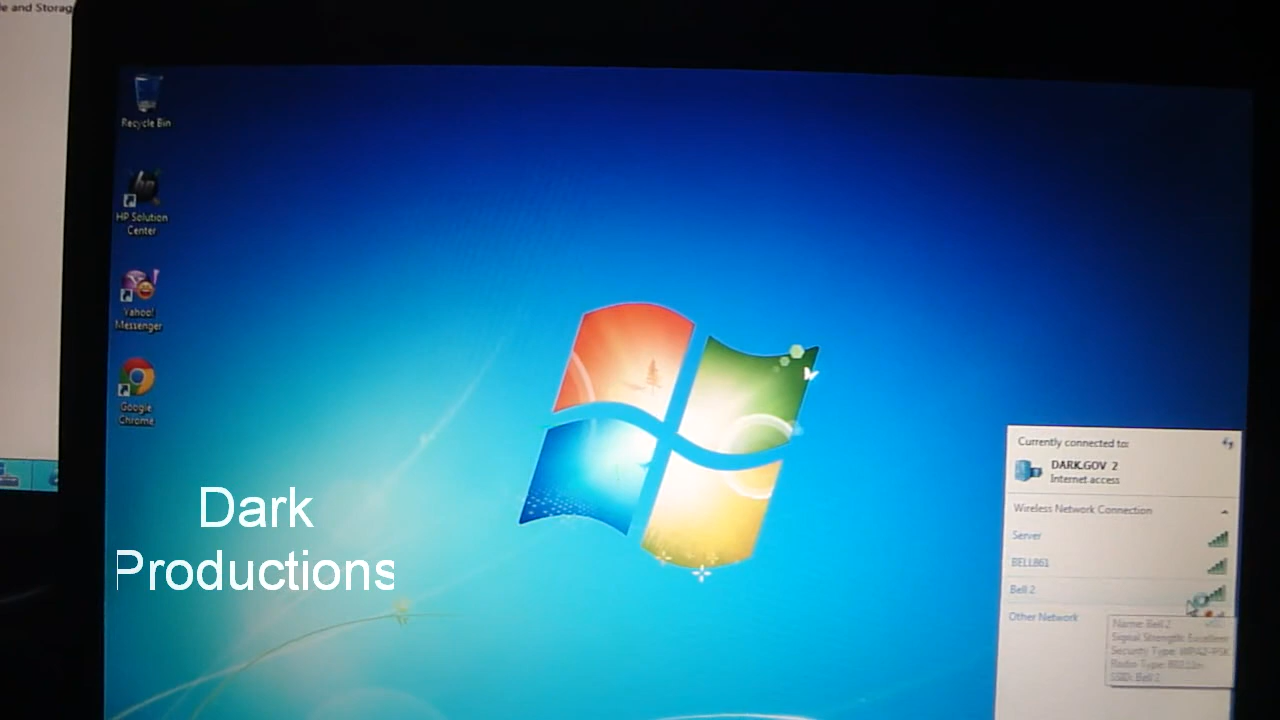 e and Storag
Recycle Bin
HP Solution
Center
Yahoo!
Messenger
Google
Chrome
Dark
Productions
Currently connected to:
DARK.GOV 2
Internet access
Wireless Network Connection
Server
BELL861
Bell 2
Other Network
Name: Bell 2
Signal Strength: Excellent
Security Type: WPA2-PSK
Radio Type: 802.11n
SSID: Bell 2